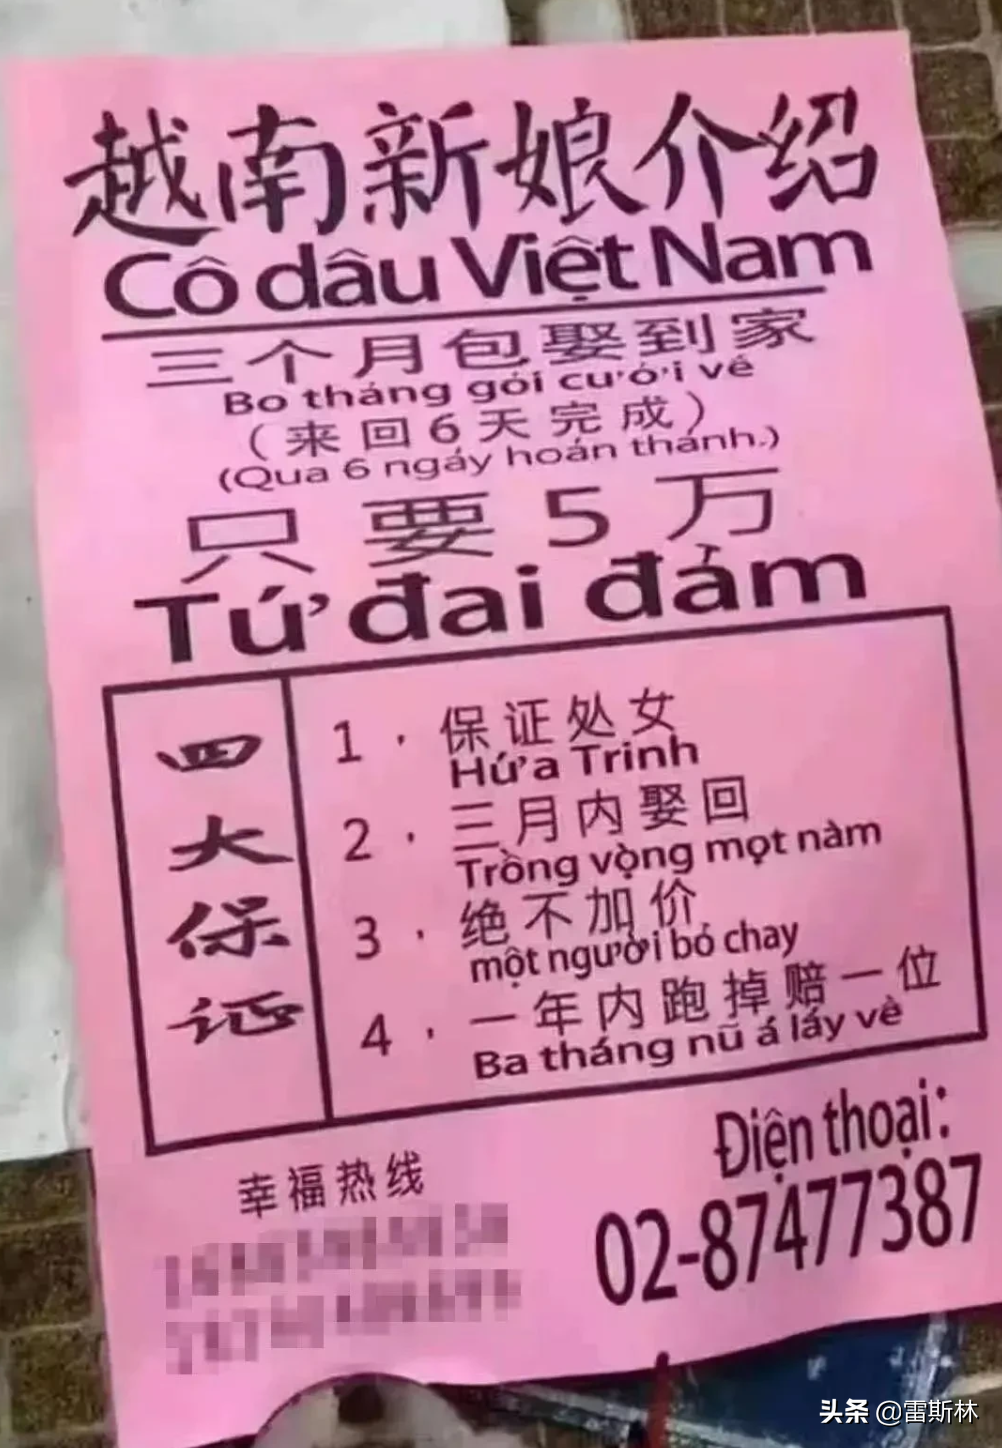 越南新娘介绍
Cô dâu Việt Nam
三个月包娶到家
Bo tháng gói cưới vê
（来回6天完成）
(Qua 6 ngáy hoán thánh.)
只要5万
Tứ đai đảm
四大保证
1．保证处女
Hứa Trinh
2．三月内娶回
Trồng vọng mọt nàm
3．绝不加价
một người bỏ chay
4．一年内跑掉赔一位
Ba tháng nũ á láy về
幸福热线
Điện thoại:
02-87477387
头条 @雷斯林